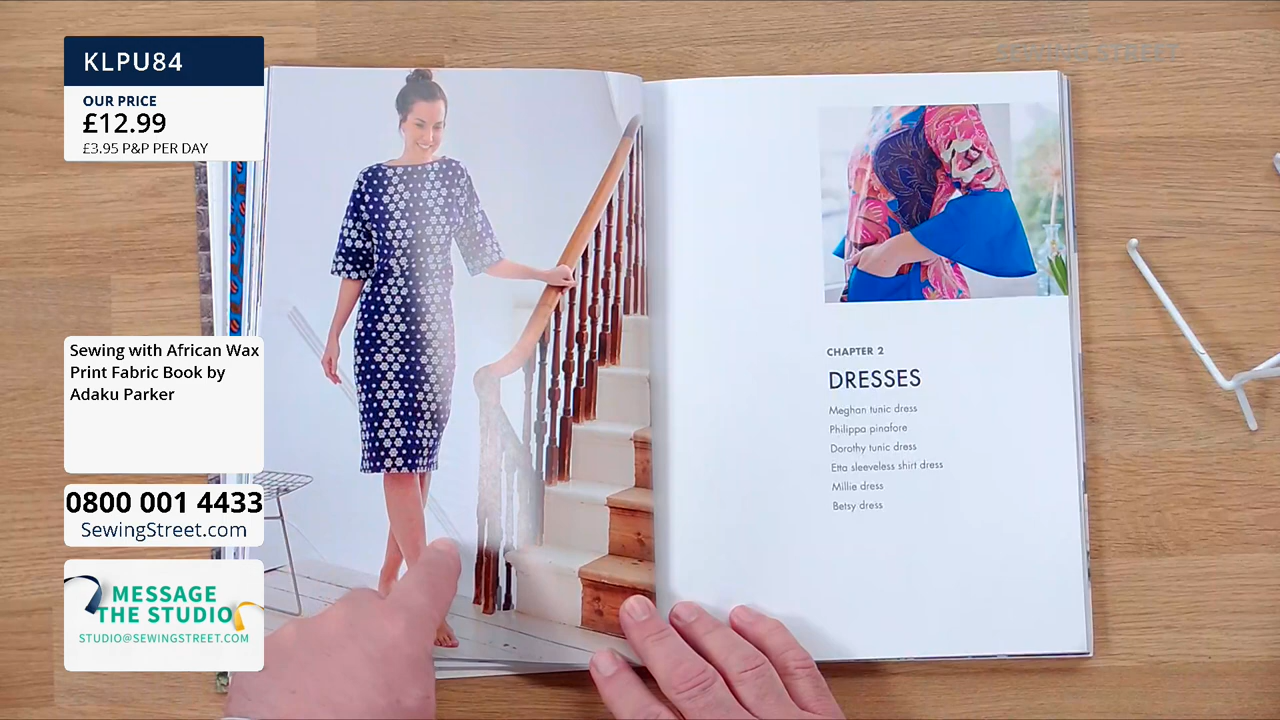 KLPU84
OUR PRICE
£12.99
£3.95 P&P PER DAY
Sewing with African Wax
Print Fabric Book by
Adaku Parker
0800 001 4433
SewingStreet.com
MESSAGE
THE STUDIO
STUDIO@SEWINGSTREET.COM
SEWING STREET
CHAPTER 2
DRESSES
Meghan tunic dress
Philippa pinafore
Dorothy tunic dress
Etta sleeveless shirt dress
Millie dress
Betsy dress